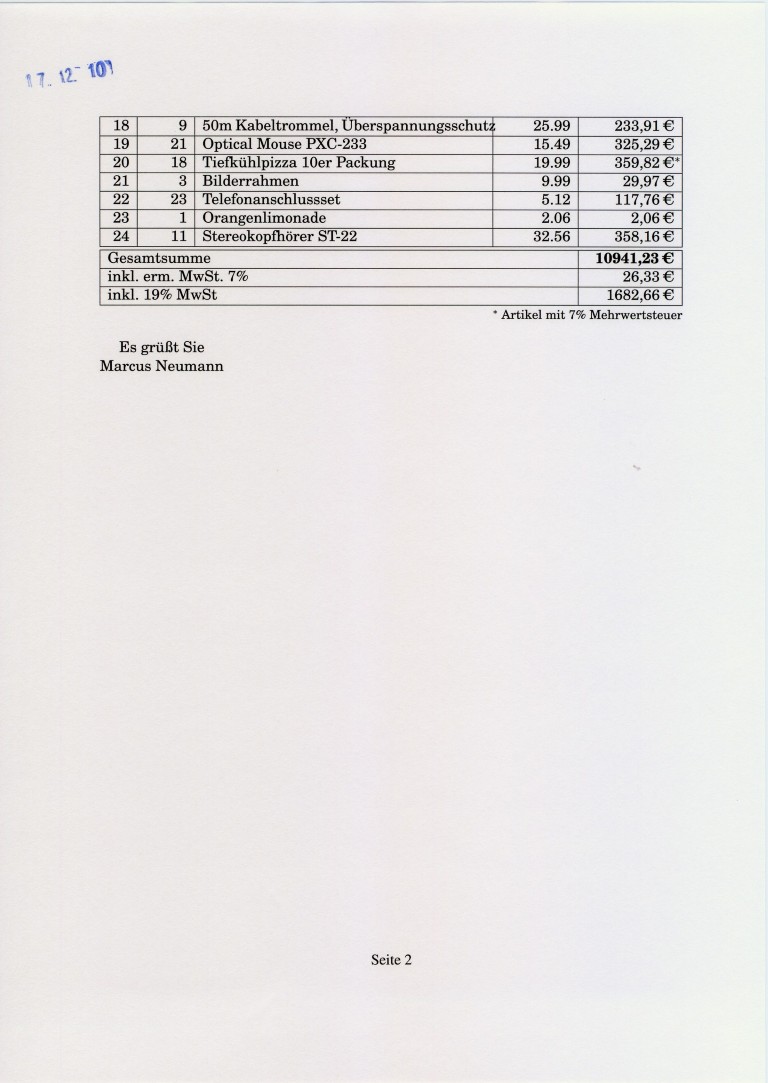 17. 12. 10
18 9 50m Kabeltrommel, Überspannungsschutz 25.99 233,91 €
19 21 Optical Mouse PXC-233 15.49 325,29 €
20 18 Tiefkühlpizza 10er Packung 19.99 359,82 €*
21 3 Bilderrahmen 9.99 29,97 €
22 23 Telefonanschlussset 5.12 117,76 €
23 1 Orangenlimonade 2.06 2,06 €
24 11 Stereokopfhörer ST-22 32.56 358,16 €
Gesamtsumme 10941,23 €
inkl. erm. MwSt. 7% 26,33 €
inkl. 19% MwSt 1682,66 €
* Artikel mit 7% Mehrwertsteuer
Es grüßt Sie
Marcus Neumann
Seite 2